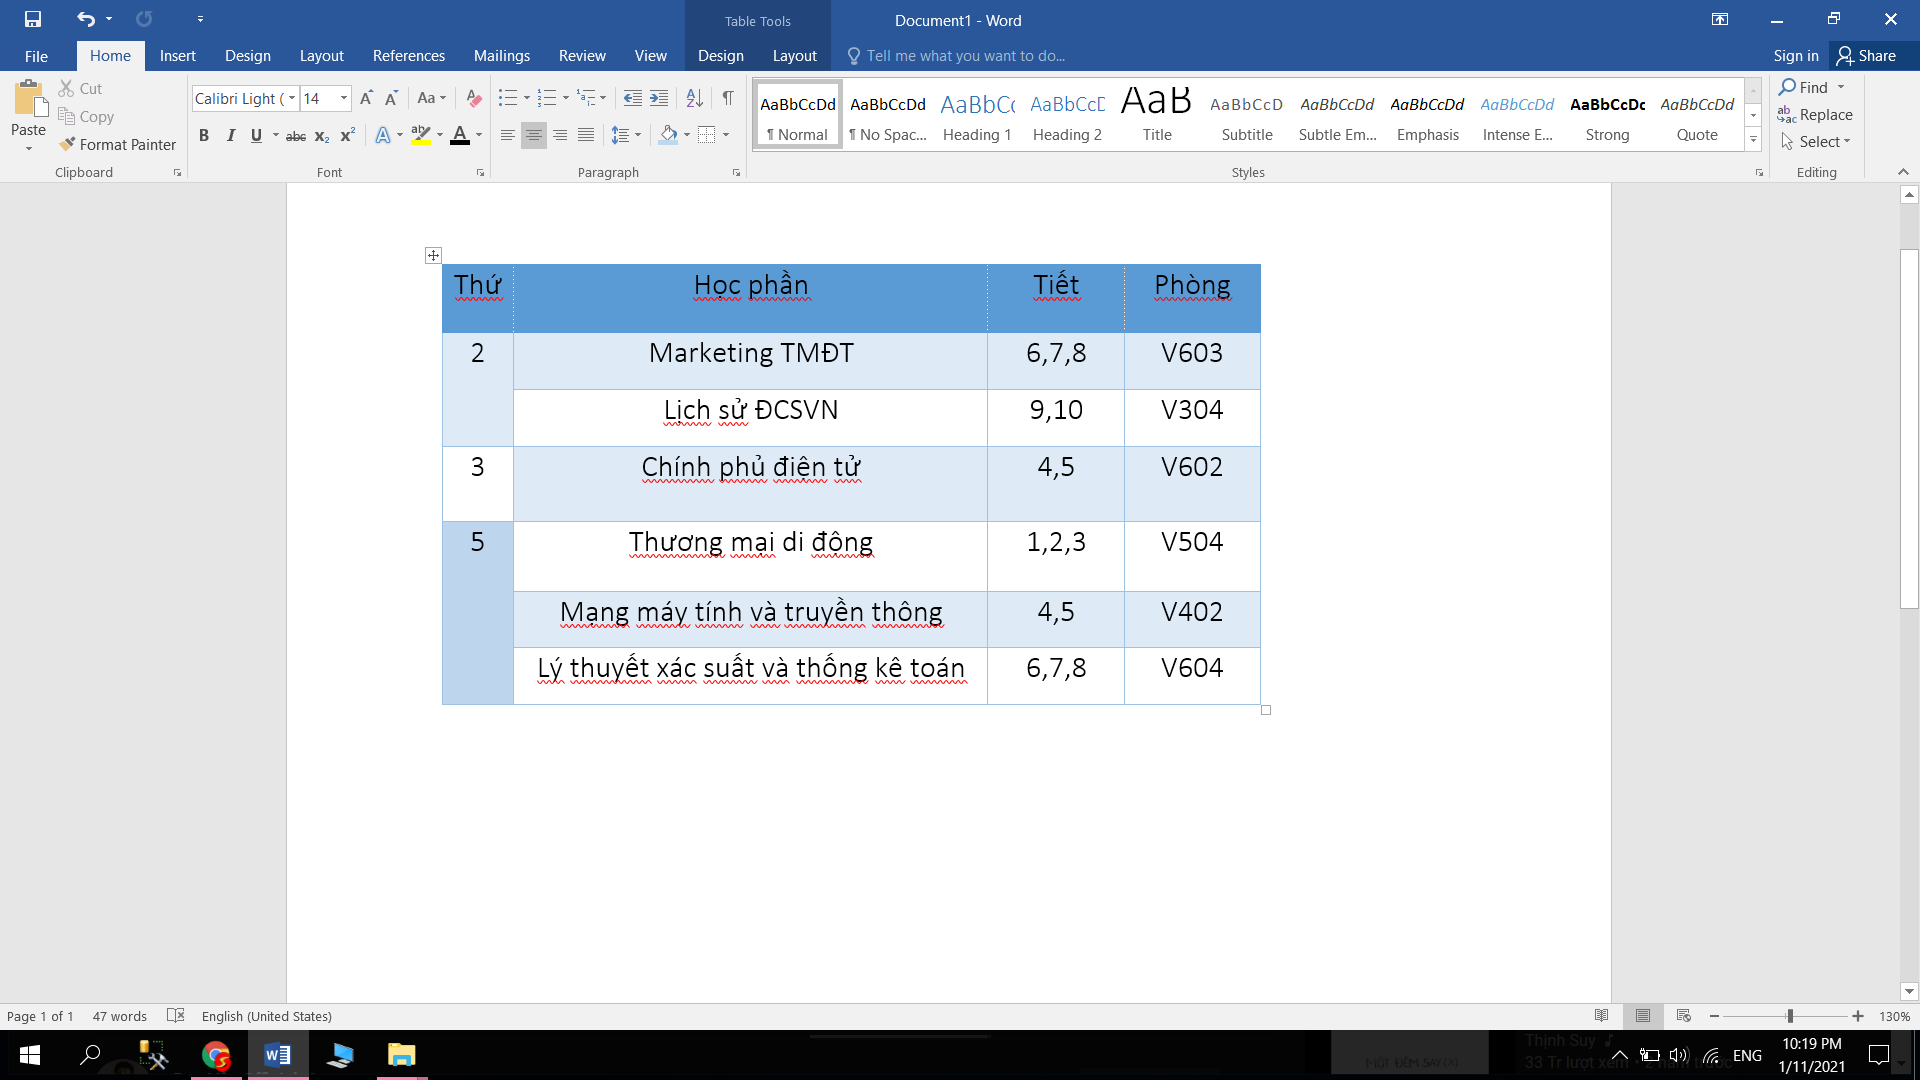 Table Tools
Document1 - Word
File Home Insert Design Layout References Mailings Review View Design Layout Tell me what you want to do... Sign in Share
Paste
Cut
Copy
Format Painter
Clipboard
Calibri Light ( 14
Font
Paragraph
AaBbCcDd AaBbCcDd AaBbCc AaBbCcD AaB AaBbCcD AaBbCcDd AaBbCcDd AaBbCcDd AaBbCcDc AaBbCcDd
¶ Normal ¶ No Spac... Heading 1 Heading 2 Title Subtitle Subtle Em... Emphasis Intense E... Strong Quote
Styles
Find
Replace
Select
Editing
Thứ Học phần Tiết Phòng
2 Marketing TMĐT 6,7,8 V603
Lịch sử ĐCSVN 9,10 V304
3 Chính phủ điện tử 4,5 V602
5 Thương mại di động 1,2,3 V504
Mạng máy tính và truyền thông 4,5 V402
Lý thuyết xác suất và thống kê toán 6,7,8 V604
Page 1 of 1 47 words English (United States) 130%
Thịnh Suy
33 Tr lượt xem • 2 năm trước
ENG
10:19 PM
1/11/2021